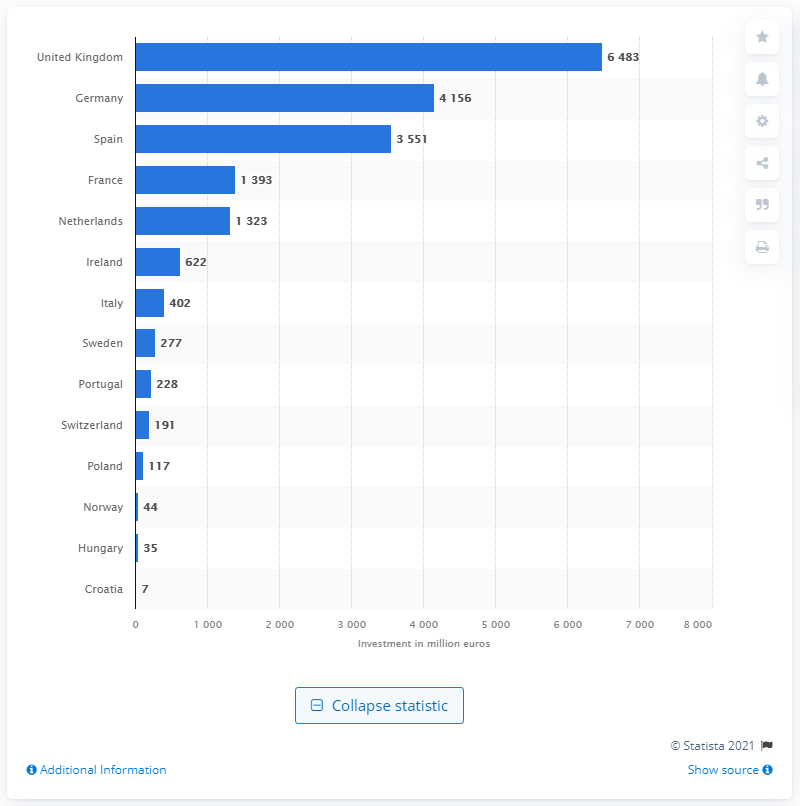 United Kingdom 6 483
Germany 4 156
Spain 3 551
France 1 393
Netherlands 1 323
Ireland 622
Italy 402
Sweden 277
Portugal 228
Switzerland 191
Poland 117
Norway 44
Hungary 35
Croatia 7
0 1 000 2 000 3 000 4 000 5 000 6 000 7 000 8 000
Investment in million euros
Collapse statistic
© Statista 2021
Additional Information Show source